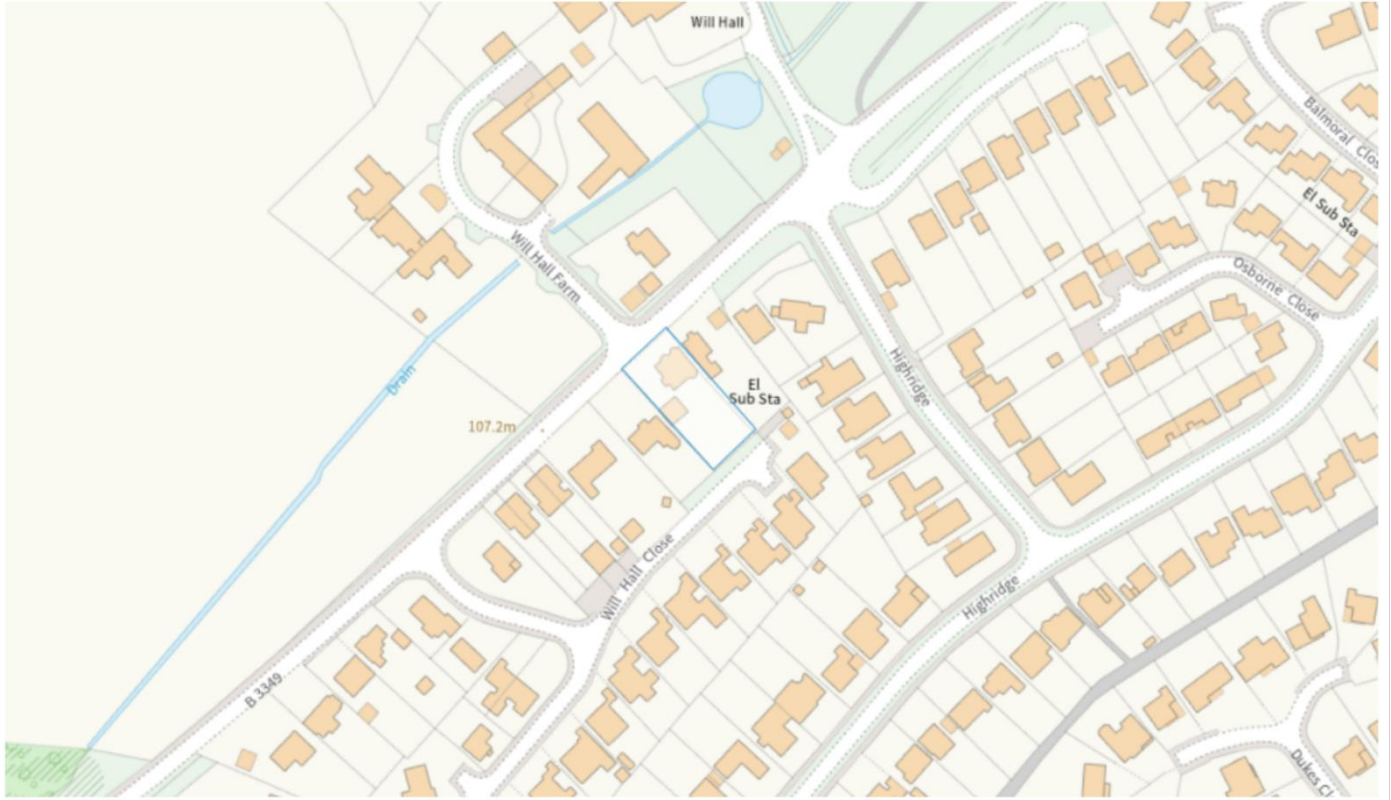 Will Hall
Balmoral Clos
El Sub Sta
Will Hall Farm
Osborne Close
Drain
Highridge
El
Sub Sta
107.2m
Will Hall Close
Highridge
B 3349
Dukes Cl